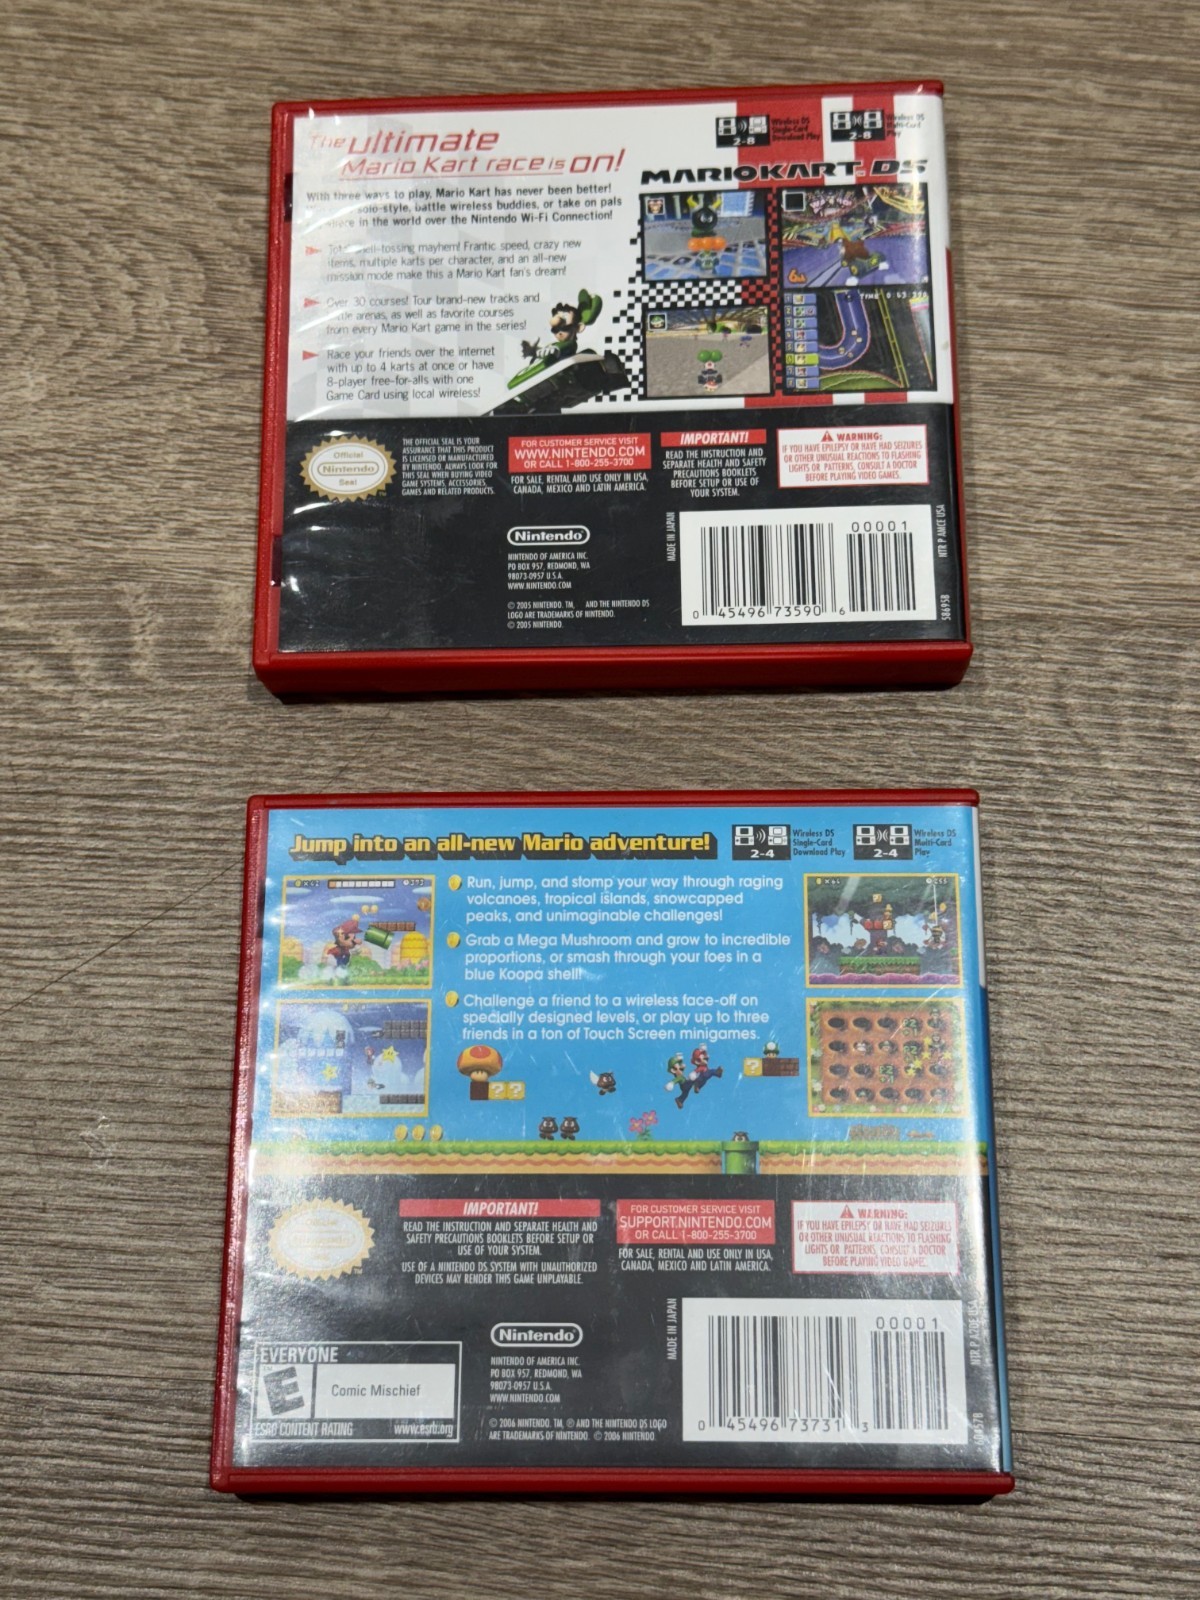 The ultimate
Mario Kart race is on!
With three ways to play, Mario Kart has never been better!
solo-style, battle wireless buddies, or take on pals
in the world over the Nintendo Wi-Fi Connection!
shell-tossing mayhem! Frantic speed, crazy new
items, multiple karts per character, and an all-new
mission mode make this a Mario Kart fan's dream!
Over 30 courses! Tour brand-new tracks and
arenas, as well as favorite courses
from every Mario Kart game in the series!
Race your friends over the internet
with up to 4 karts at once or have
8-player free-for-alls with one
Game Card using local wireless!
2-8
Wireless DS
Single-Card
Download Play
2-8
Wireless DS
Multi-Card
Play
MARIOKART DS
Official
Nintendo
Seal
THE OFFICIAL SEAL IS YOUR
ASSURANCE THAT THIS PRODUCT
IS LICENSED OR MANUFACTURED
BY NINTENDO. ALWAYS LOOK FOR
THIS SEAL WHEN BUYING VIDEO
GAME SYSTEMS, ACCESSORIES,
GAMES AND RELATED PRODUCTS.
FOR CUSTOMER SERVICE VISIT
WWW.NINTENDO.COM
OR CALL 1-800-255-3700
FOR SALE, RENTAL AND USE ONLY IN USA,
CANADA, MEXICO AND LATIN AMERICA.
IMPORTANT!
READ THE INSTRUCTION AND
SEPARATE HEALTH AND SAFETY
PRECAUTIONS BOOKLETS
BEFORE SETUP OR USE OF
YOUR SYSTEM.
WARNING:
IF YOU HAVE EPILEPSY OR HAVE HAD SEIZURES
OR OTHER UNUSUAL REACTIONS TO FLASHING
LIGHTS OR PATTERNS, CONSULT A DOCTOR
BEFORE PLAYING VIDEO GAMES.
Nintendo
NINTENDO OF AMERICA INC.
PO BOX 957, REDMOND, WA
98073-0957 U.S.A.
WWW.NINTENDO.COM
© 2005 NINTENDO. TM, AND THE NINTENDO DS
LOGO ARE TRADEMARKS OF NINTENDO.
© 2005 NINTENDO.
MADE IN JAPAN
00001
0 45496 73590 6
NTR P AMCE USA
58695B
Jump into an all-new Mario adventure!
2-4
Wireless DS
Single-Card
Download Play
2-4
Wireless DS
Multi-Card
Play
Run, jump, and stomp your way through raging
volcanoes, tropical islands, snowcapped
peaks, and unimaginable challenges!
Grab a Mega Mushroom and grow to incredible
proportions, or smash through your foes in a
blue Koopa shell!
Challenge a friend to a wireless face-off on
specially designed levels, or play up to three
friends in a ton of Touch Screen minigames.
IMPORTANT!
READ THE INSTRUCTION AND SEPARATE HEALTH AND
SAFETY PRECAUTIONS BOOKLETS BEFORE SETUP OR
USE OF YOUR SYSTEM.
USE OF A NINTENDO DS SYSTEM WITH UNAUTHORIZED
DEVICES MAY RENDER THIS GAME UNPLAYABLE.
FOR CUSTOMER SERVICE VISIT
SUPPORT.NINTENDO.COM
OR CALL 1-800-255-3700
FOR SALE, RENTAL AND USE ONLY IN USA,
CANADA, MEXICO AND LATIN AMERICA.
WARNING:
IF YOU HAVE EPILEPSY OR HAVE HAD SEIZURES
OR OTHER UNUSUAL REACTIONS TO FLASHING
LIGHTS OR PATTERNS, CONSULT A DOCTOR
BEFORE PLAYING VIDEO GAMES.
EVERYONE
E
Comic Mischief
ESRB CONTENT RATING www.esrb.org
Nintendo
NINTENDO OF AMERICA INC.
PO BOX 957, REDMOND, WA
98073-0957 U.S.A.
WWW.NINTENDO.COM
© 2006 NINTENDO. TM, ® AND THE NINTENDO DS LOGO
ARE TRADEMARKS OF NINTENDO. © 2006 NINTENDO.
MADE IN JAPAN
00001
0 45496 73731 3
NTR P A2DE USA